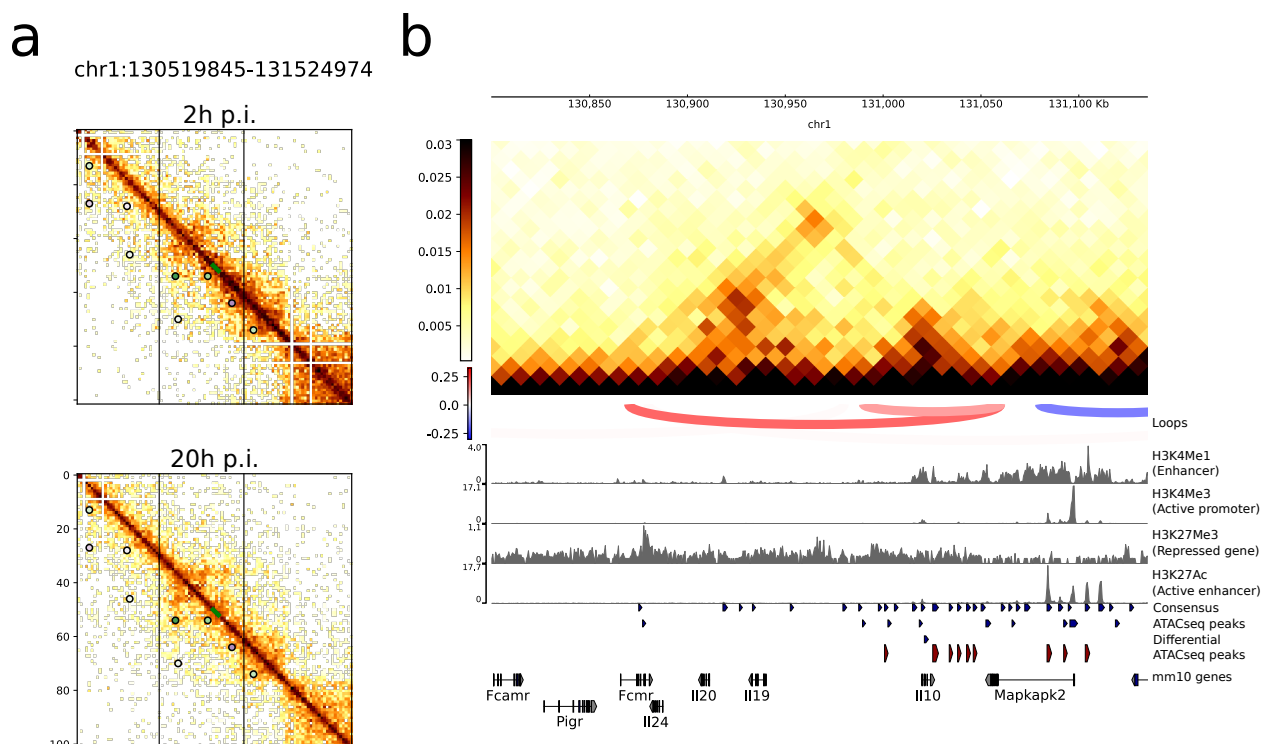 a
b
chr1:130519845-131524974
2h p.i.
20h p.i.
0
20
40
60
80
100
130,850
130,900
130,950
131,000
131,050
131,100 Kb
chr1
0.03
0.025
0.02
0.015
0.01
0.005
0.25
0.0
-0.25
Loops
4.0
0
H3K4Me1
(Enhancer)
17.1
0
H3K4Me3
(Active promoter)
1.1
0
H3K27Me3
(Repressed gene)
17.7
0
H3K27Ac
(Active enhancer)
Consensus
ATACseq peaks
Differential
ATACseq peaks
mm10 genes
Fcamr
Fcmr
Il20
Il19
Il10
Mapkapk2
Pigr
Il24